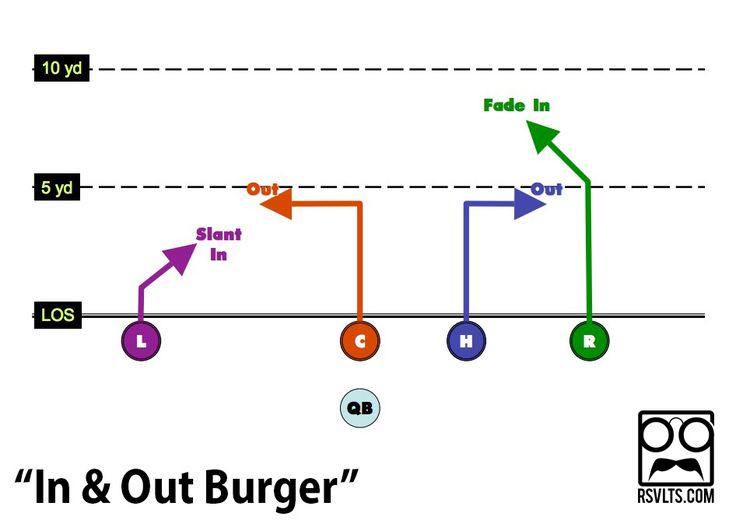 10 yd
Fade In
5 yd
Out
Out
Slant
In
LOS
L
C
H
R
QB
“In & Out Burger”
RSVLTS.COM